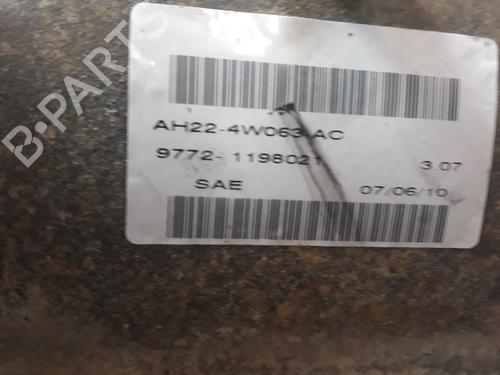 B-PARTS
AH22-4W063 AC
9772- 1198021 3.07
SAE 07/06/10